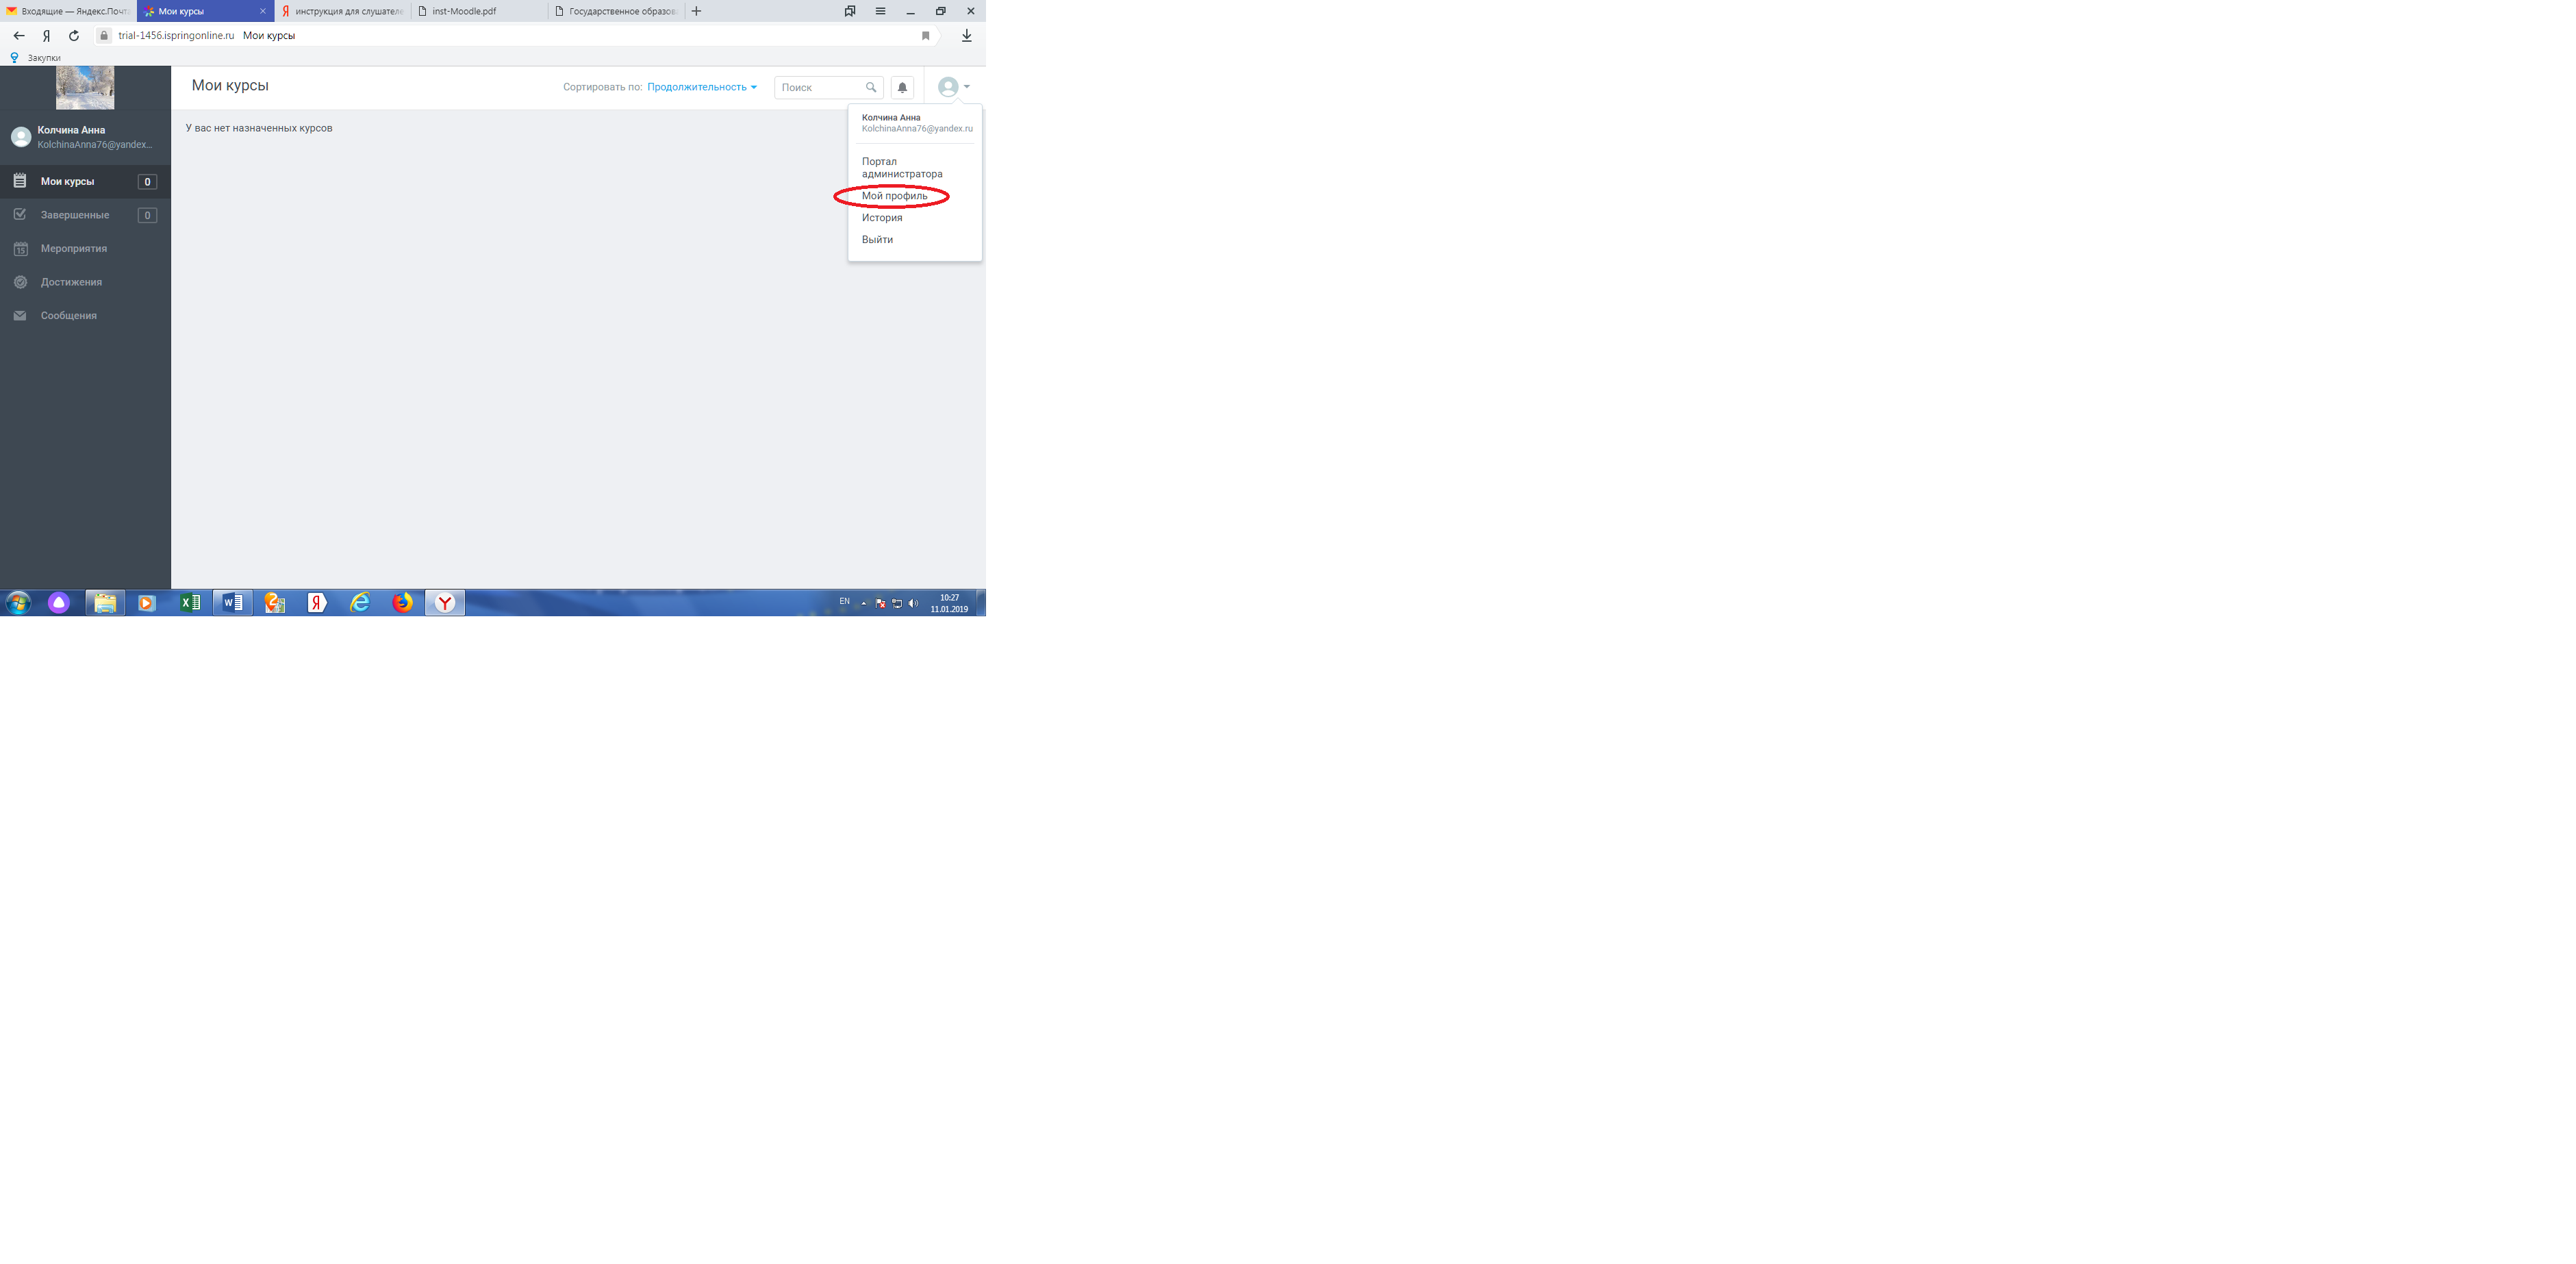 Входящие — Яндекс.Почт
Мои курсы
инструкция для слушателе
inst-Moodle.pdf
Государственное образов
trial-1456.ispringonline.ru Мои курсы
Закупки
Мои курсы
Сортировать по: Продолжительность
Поиск
Колчина Анна
KolchinaAnna76@yandex...
У вас нет назначенных курсов
Колчина Анна
KolchinaAnna76@yandex.ru
Портал
администратора
Мой профиль
История
Выйти
Мои курсы 0
Завершенные 0
15 Мероприятия
Достижения
Сообщения
EN
10:27
11.01.2019